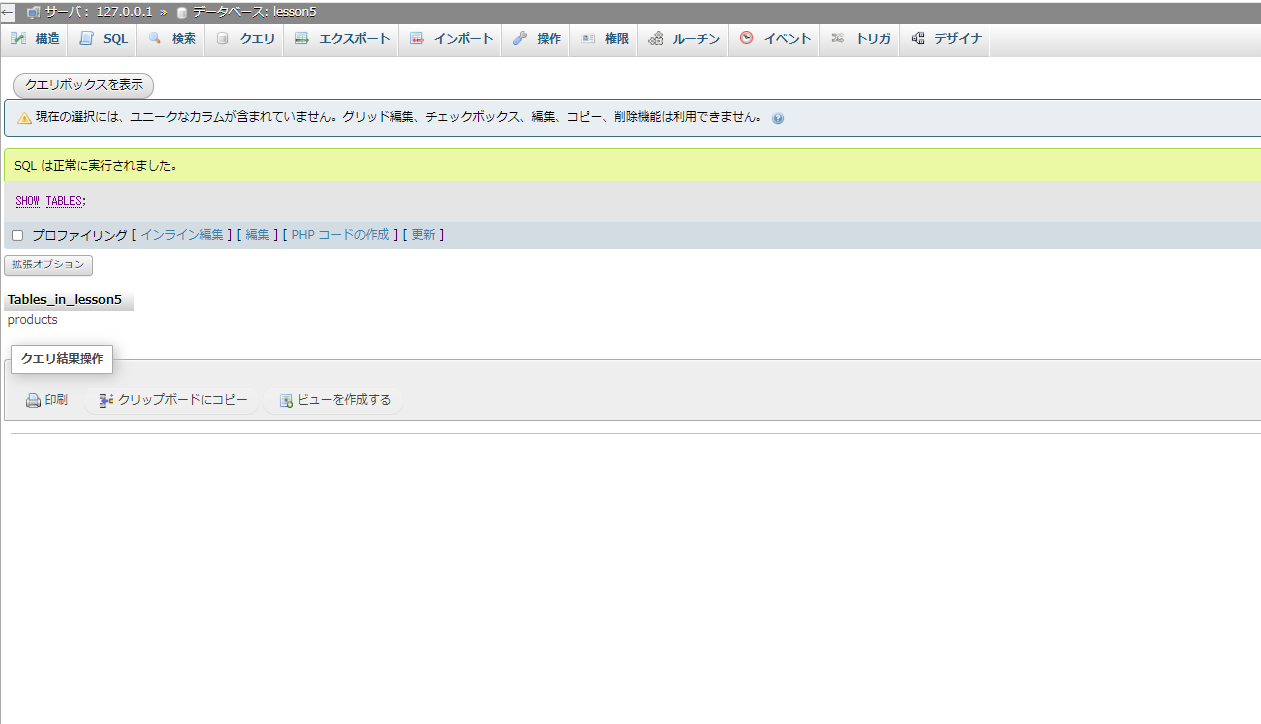 サーバ: 127.0.0.1 » データベース: lesson5
構造 SQL 検索 クエリ エクスポート インポート 操作 権限 ルーチン イベント トリガ デザイナ
クエリボックスを表示
現在の選択には、ユニークなカラムが含まれていません。グリッド編集、チェックボックス、編集、コピー、削除機能は利用できません。
SQL は正常に実行されました。
SHOW TABLES;
プロファイリング [ インライン編集 ] [ 編集 ] [ PHP コードの作成 ] [ 更新 ]
拡張オプション
Tables_in_lesson5
products
クエリ結果操作
印刷 クリップボードにコピー ビューを作成する